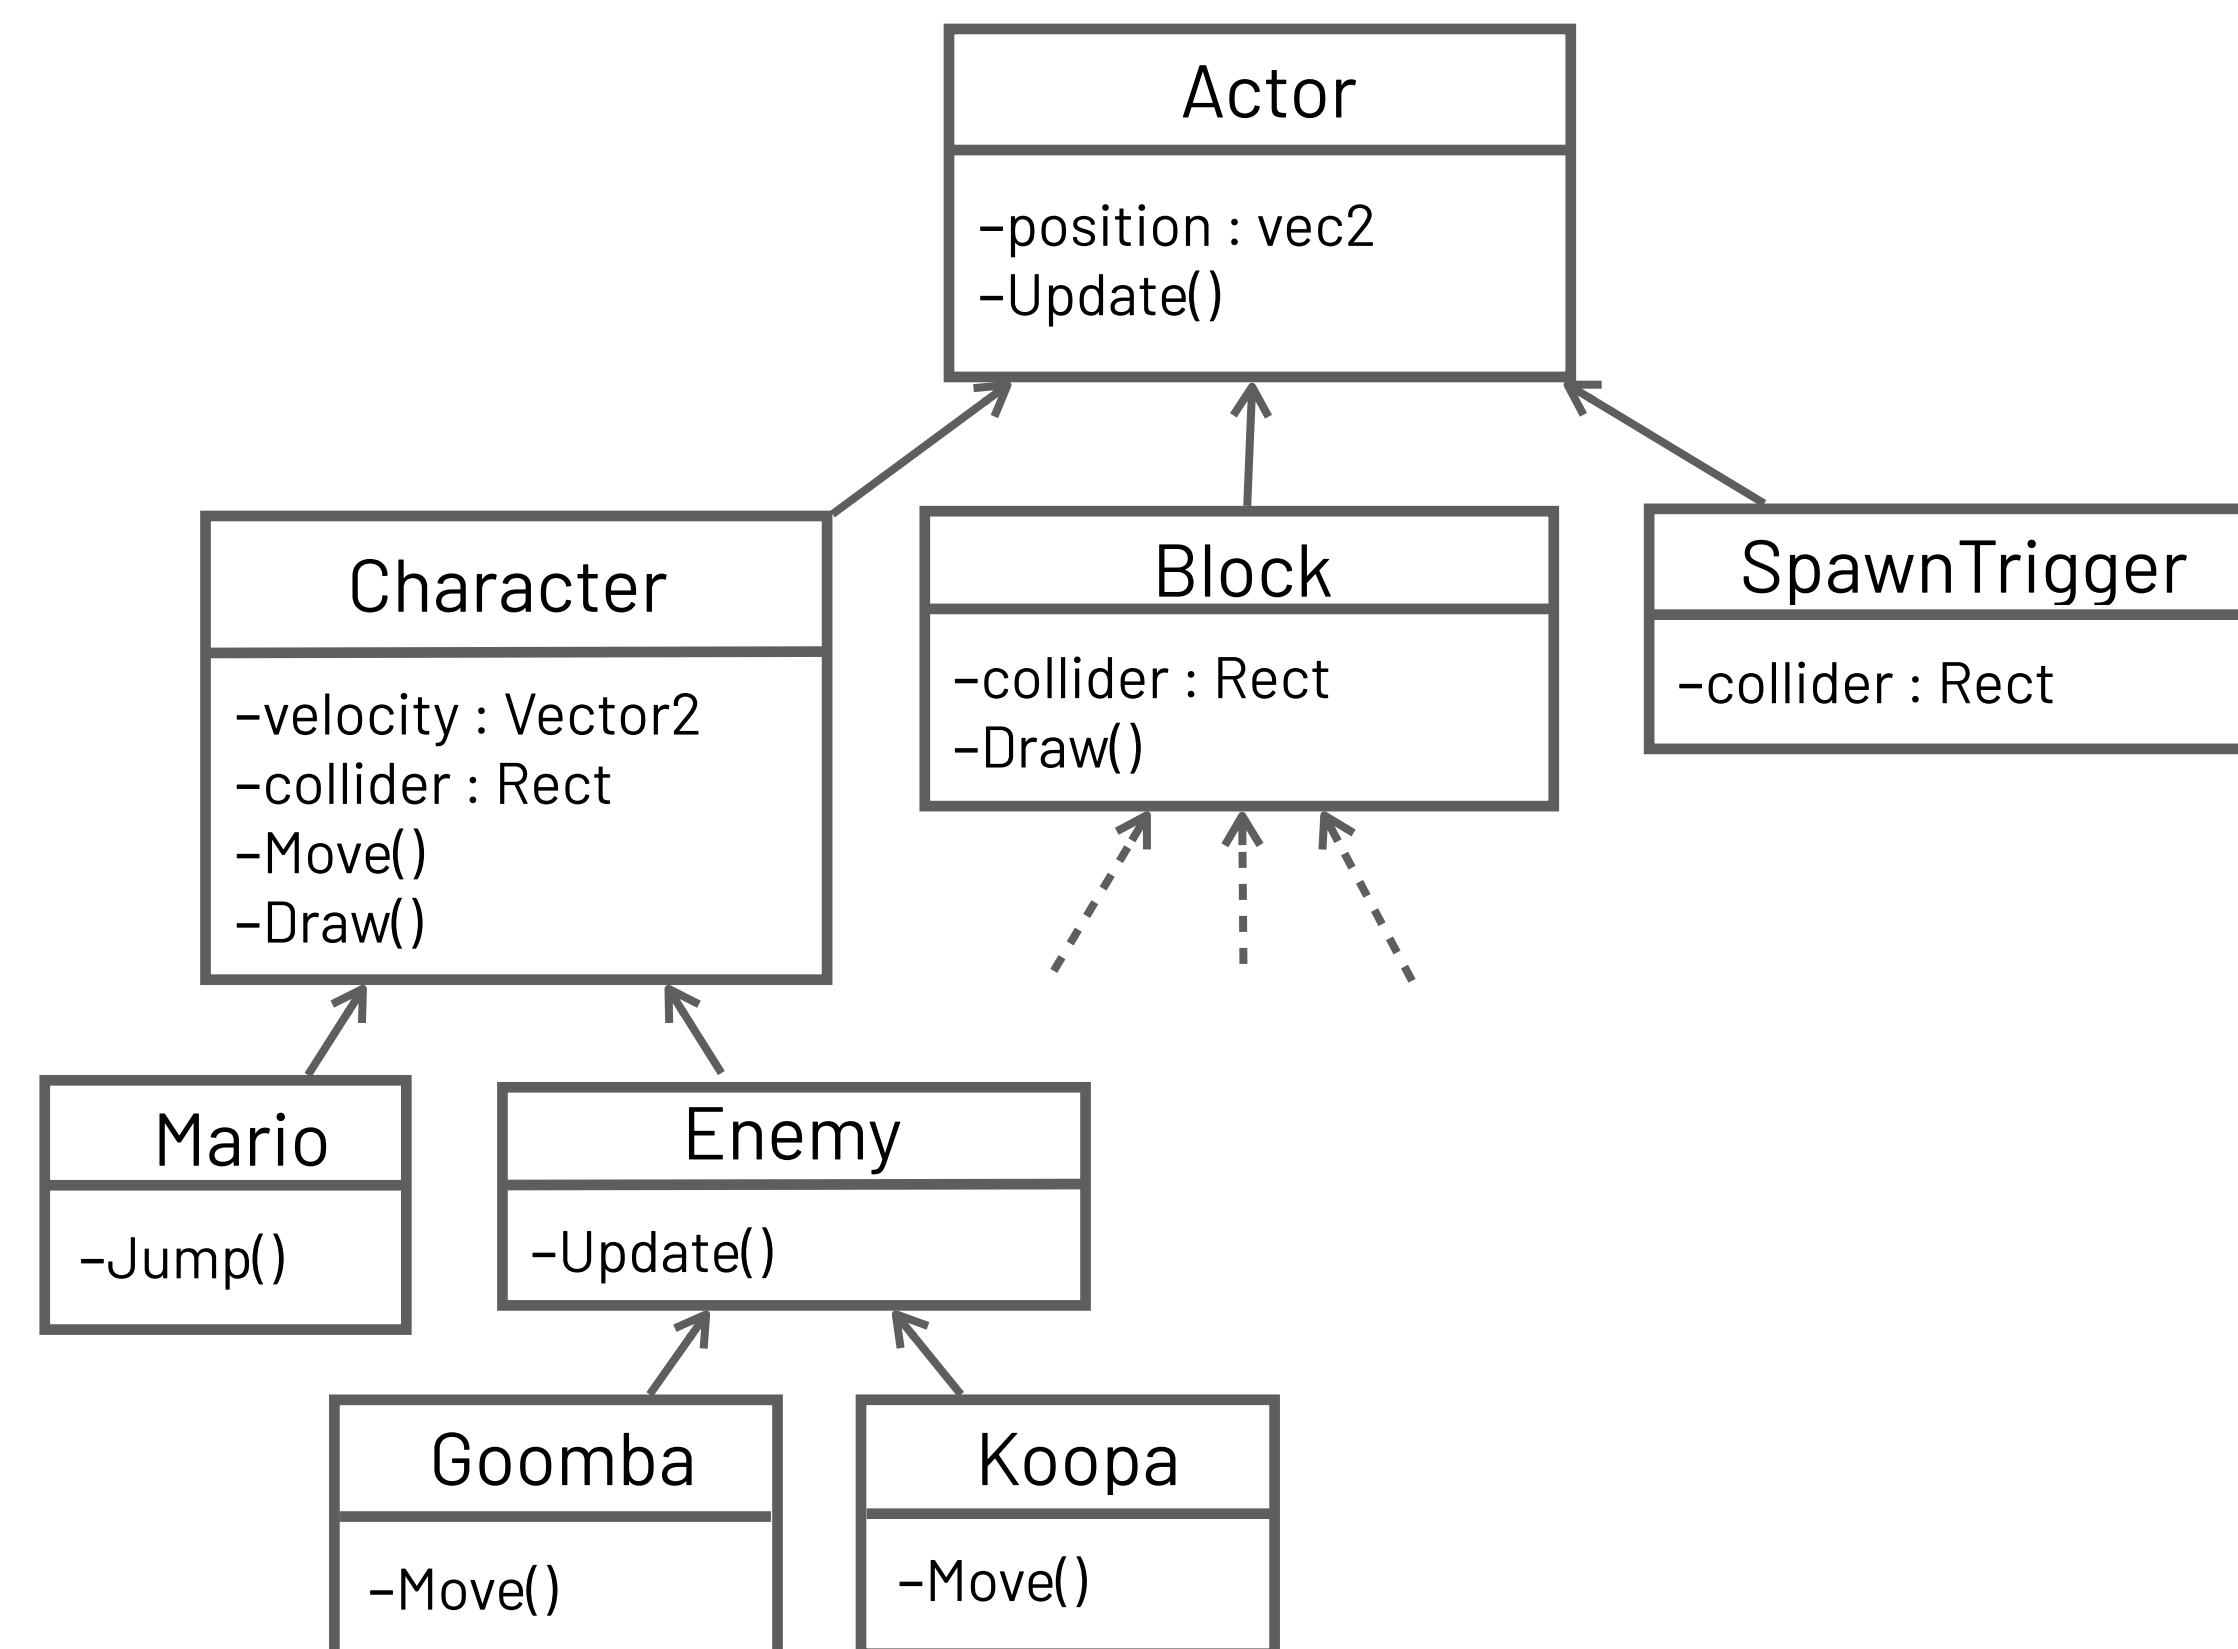 Actor
-position : vec2
-Update()
Character
-velocity : Vector2
-collider : Rect
-Move()
-Draw()
Block
-collider : Rect
-Draw()
SpawnTrigger
-collider : Rect
Mario
-Jump()
Enemy
-Update()
Goomba
-Move()
Koopa
-Move()